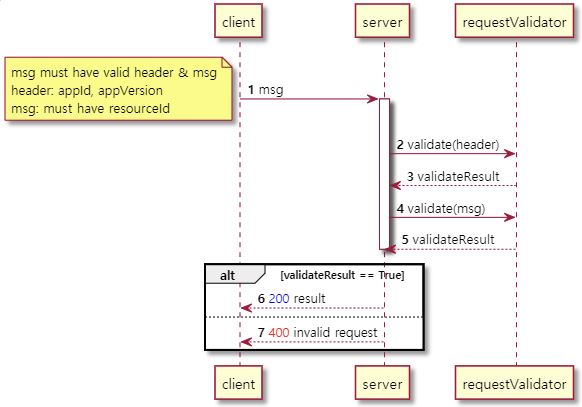 client server requestValidator
msg must have valid header & msg
header: appId, appVersion
msg: must have resourceId
1 msg
2 validate(header)
3 validateResult
4 validate(msg)
5 validateResult
alt [validateResult == True]
6 200 result
7 400 invalid request
client server requestValidator